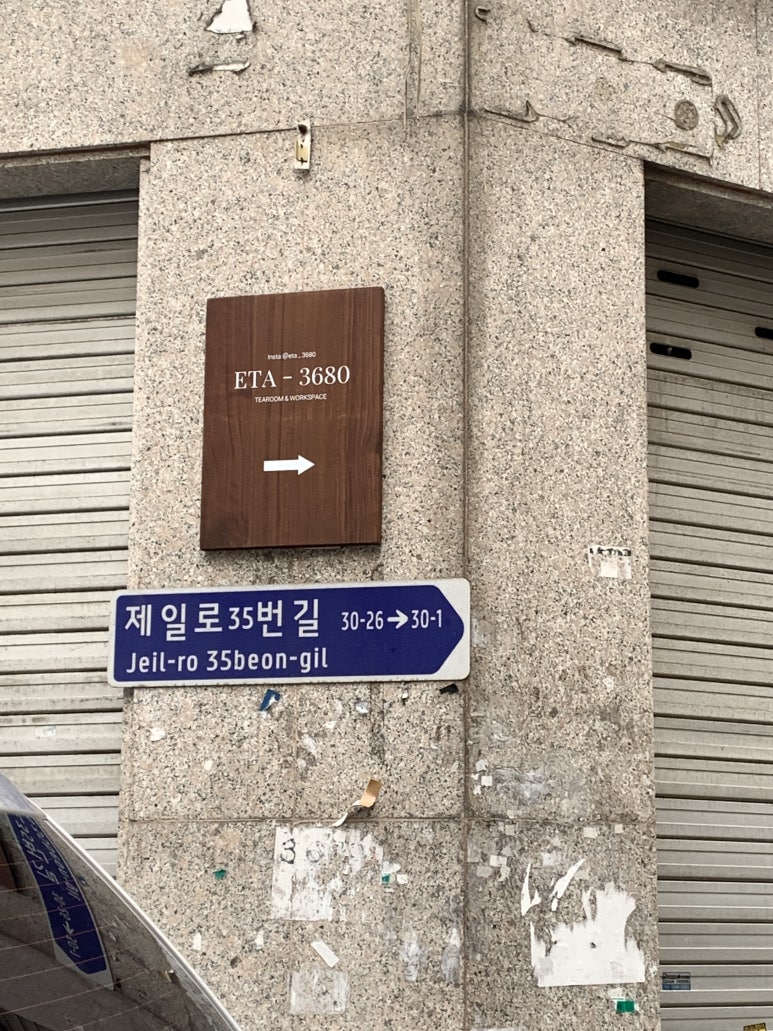 Insta @eta_3680
ETA - 3680
TEAROOM & WORKSPACE
제일로 35번길 30-26→30-1
Jeil-ro 35beon-gil